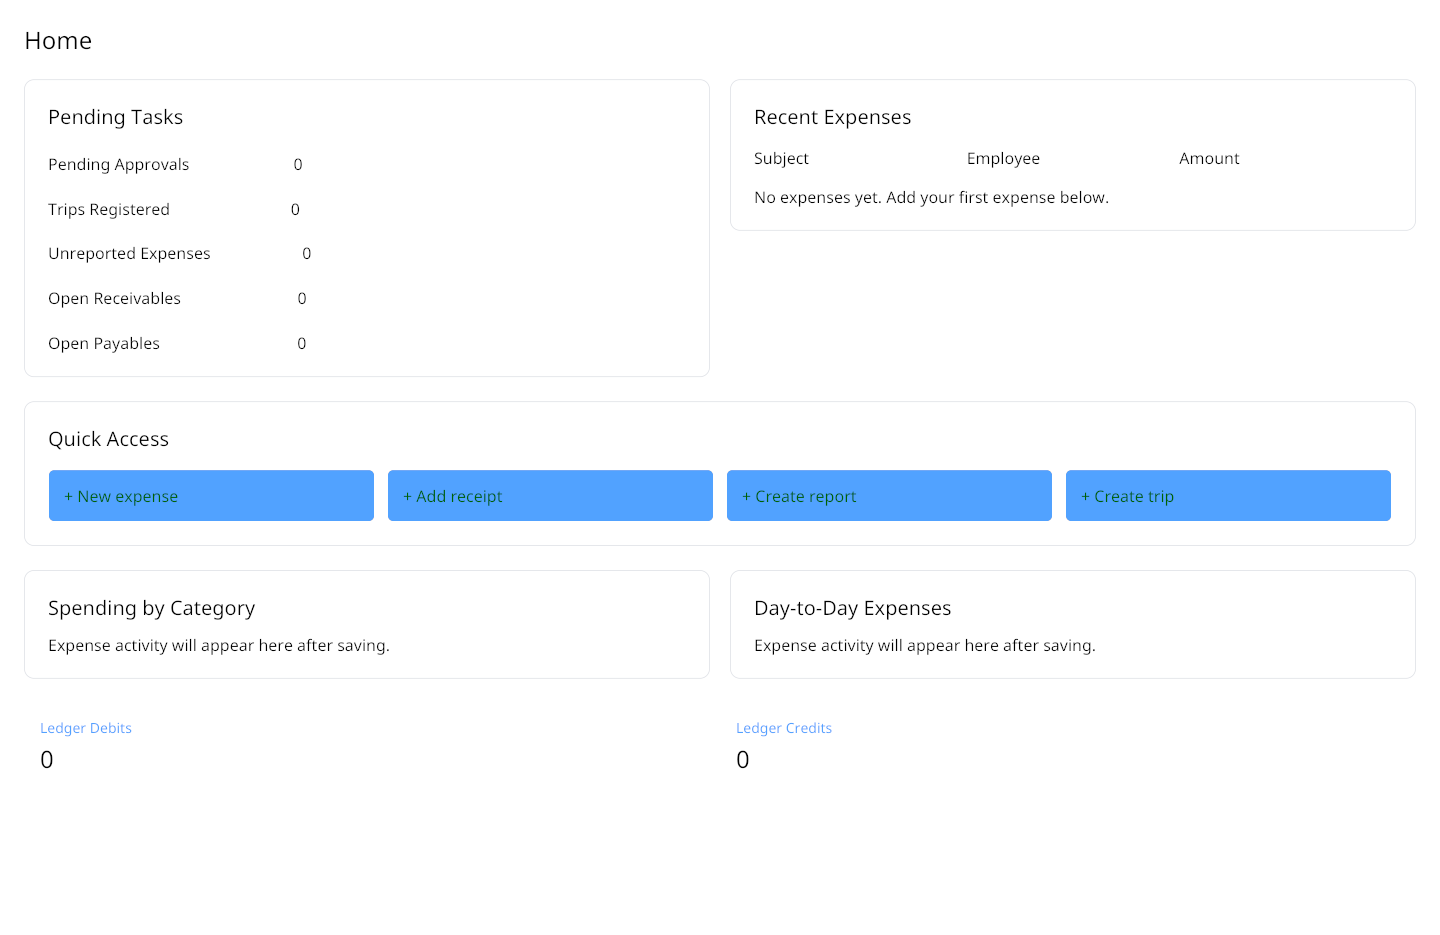 Home
Pending Tasks
Pending Approvals 0
Trips Registered 0
Unreported Expenses 0
Open Receivables 0
Open Payables 0
Recent Expenses
Subject Employee Amount
No expenses yet. Add your first expense below.
Quick Access
+ New expense
+ Add receipt
+ Create report
+ Create trip
Spending by Category
Expense activity will appear here after saving.
Day-to-Day Expenses
Expense activity will appear here after saving.
Ledger Debits
0
Ledger Credits
0